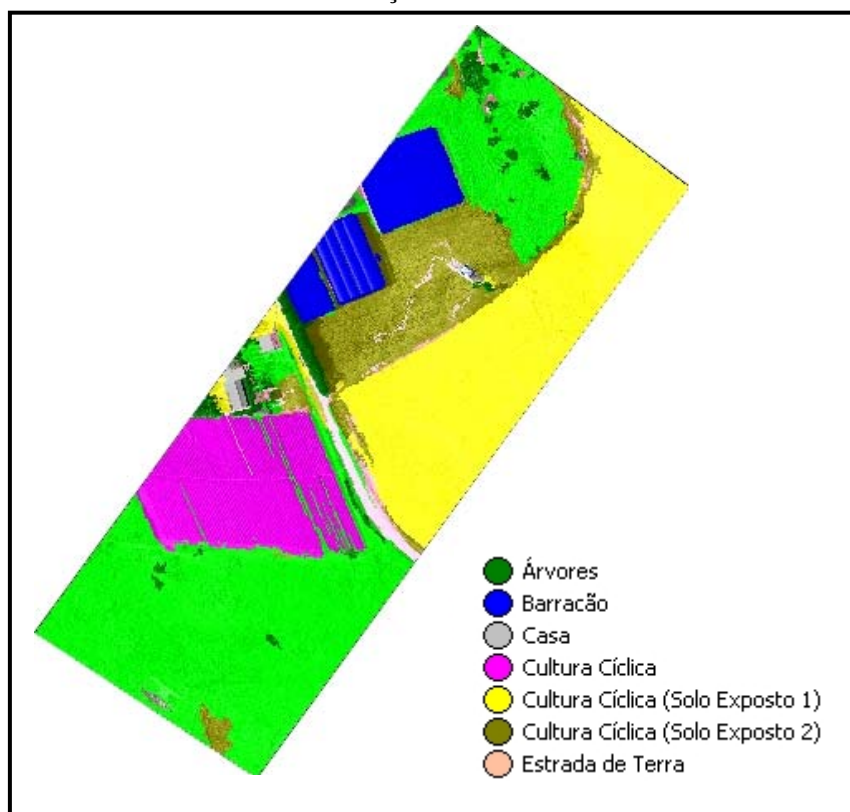 Árvores
Barracão
Casa
Cultura Cíclica
Cultura Cíclica (Solo Exposto 1)
Cultura Cíclica (Solo Exposto 2)
Estrada de Terra